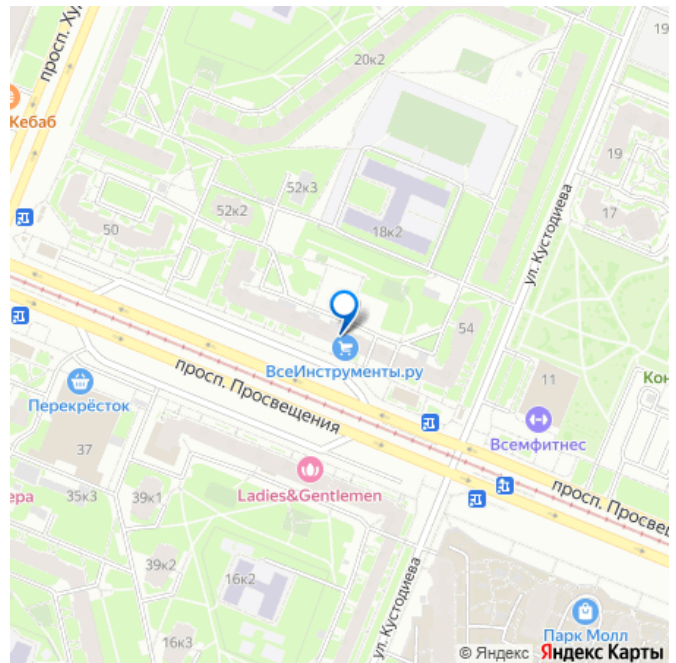 просп. Ху
19
20к2
Кебаб
19
52к3
52к2
17
50
18к2
ул. Кустодиева
54
ВсеИнструменты.ру
просп. Просвещения
11
Кон
Перекрёсток
Всемфитнес
37
Ladies&Gentlemen
ера
35к3
39к1
просп. Просвещ
39к2
16к2
ул. Кустодиева
Парк Молл
16к3
© Яндекс Яндекс Карты